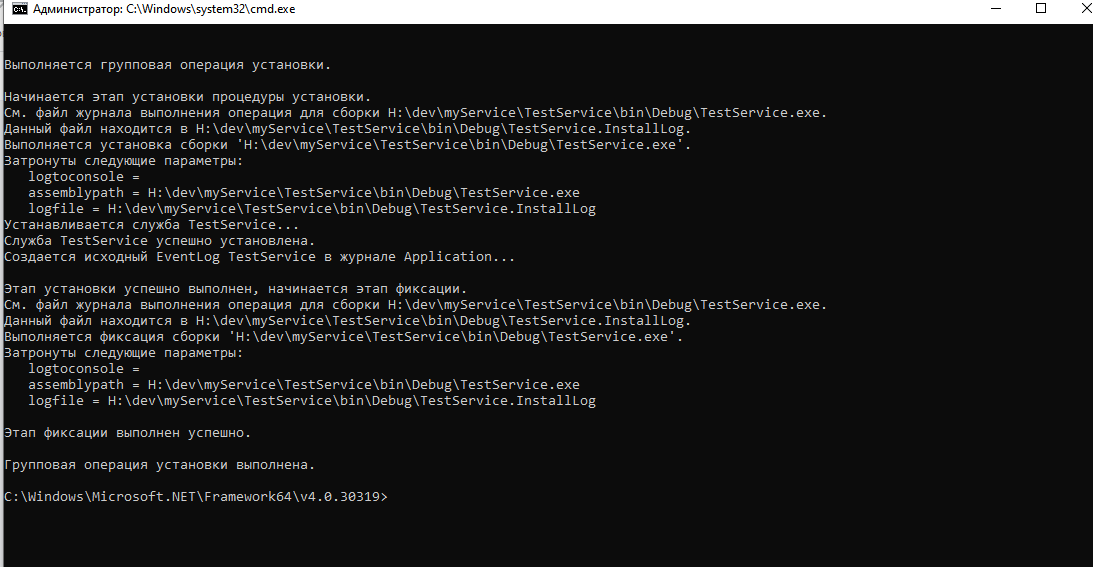 Администратор: C:\Windows\system32\cmd.exe
Выполняется групповая операция установки.
Начинается этап установки процедуры установки.
См. файл журнала выполнения операция для сборки H:\dev\myService\TestService\bin\Debug\TestService.exe.
Данный файл находится в H:\dev\myService\TestService\bin\Debug\TestService.InstallLog.
Выполняется установка сборки 'H:\dev\myService\TestService\bin\Debug\TestService.exe'.
Затронуты следующие параметры:
logtoconsole =
assemblypath = H:\dev\myService\TestService\bin\Debug\TestService.exe
logfile = H:\dev\myService\TestService\bin\Debug\TestService.InstallLog
Устанавливается служба TestService...
Служба TestService успешно установлена.
Создается исходный EventLog TestService в журнале Application...
Этап установки успешно выполнен, начинается этап фиксации.
См. файл журнала выполнения операция для сборки H:\dev\myService\TestService\bin\Debug\TestService.exe.
Данный файл находится в H:\dev\myService\TestService\bin\Debug\TestService.InstallLog.
Выполняется фиксация сборки 'H:\dev\myService\TestService\bin\Debug\TestService.exe'.
Затронуты следующие параметры:
logtoconsole =
assemblypath = H:\dev\myService\TestService\bin\Debug\TestService.exe
logfile = H:\dev\myService\TestService\bin\Debug\TestService.InstallLog
Этап фиксации выполнен успешно.
Групповая операция установки выполнена.
C:\Windows\Microsoft.NET\Framework64\v4.0.30319>